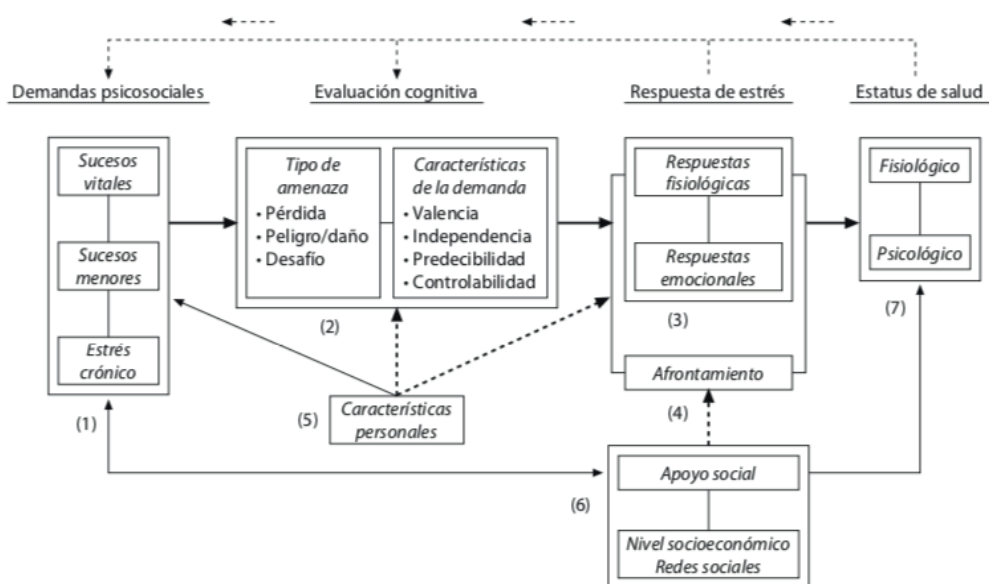 Demandas psicosociales
Evaluación cognitiva
Respuesta de estrés
Estatus de salud
Sucesos
vitales
Sucesos
menores
Estrés
crónico
(1)
Tipo de
amenaza
• Pérdida
• Peligro/daño
• Desafío
Características
de la demanda
• Valencia
• Independencia
• Predecibilidad
• Controlabilidad
(2)
Respuestas
fisiológicas
Respuestas
emocionales
(3)
Afrontamiento
(4)
Fisiológico
Psicológico
(7)
(5)
Características
personales
(6)
Apoyo social
Nivel socioeconómico
Redes sociales